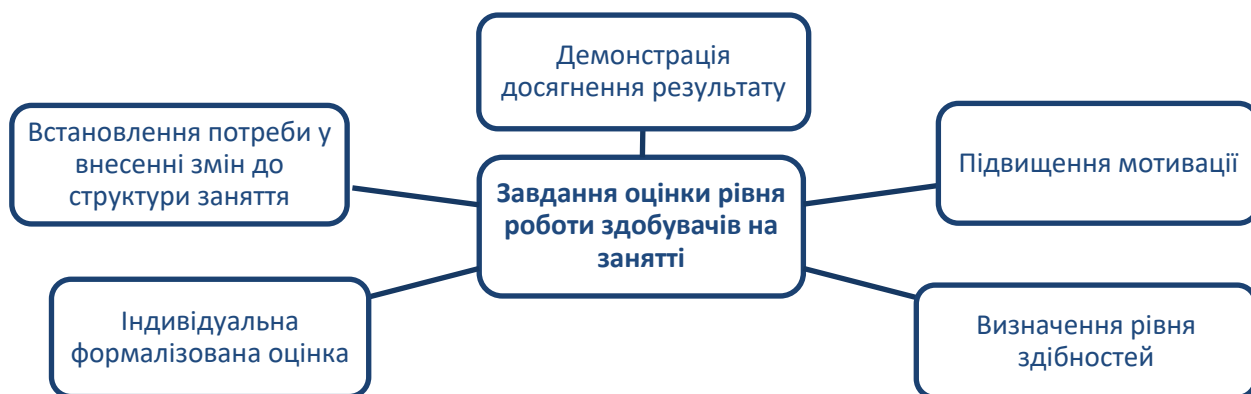 Демонстрація
досягнення результату
Встановлення потреби у
внесенні змін до
структури заняття
Підвищення мотивації
Завдання оцінки рівня
роботи здобувачів на
занятті
Індивідуальна
формалізована оцінка
Визначення рівня
здібностей